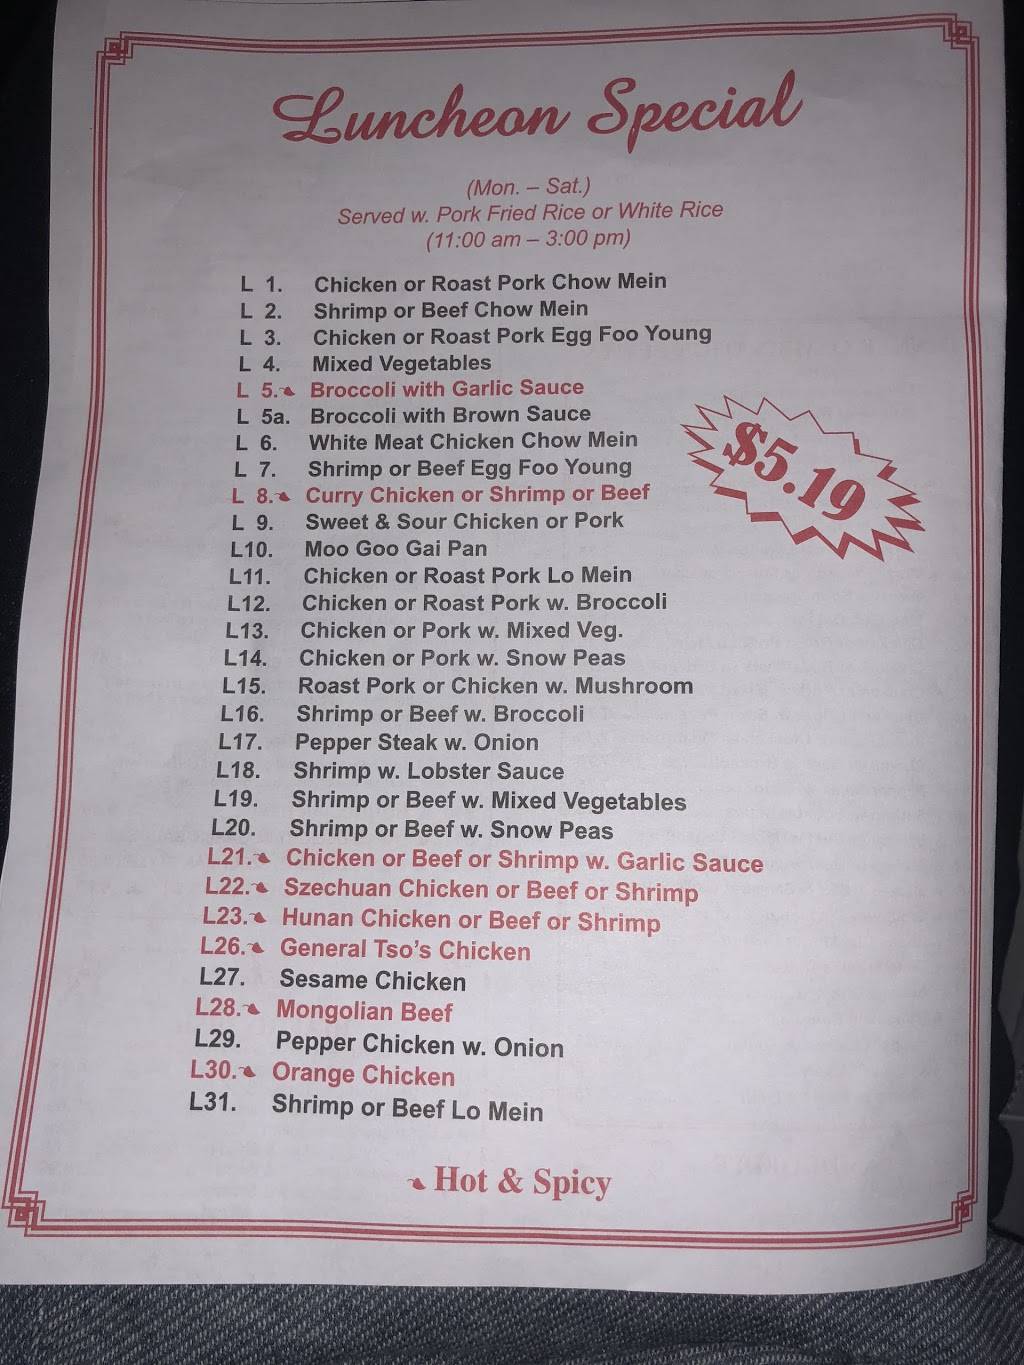 Luncheon Special
(Mon. – Sat.)
Served w. Pork Fried Rice or White Rice
(11:00 am – 3:00 pm)
L 1. Chicken or Roast Pork Chow Mein
L 2. Shrimp or Beef Chow Mein
L 3. Chicken or Roast Pork Egg Foo Young
L 4. Mixed Vegetables
L 5. Broccoli with Garlic Sauce
L 5a. Broccoli with Brown Sauce
L 6. White Meat Chicken Chow Mein
L 7. Shrimp or Beef Egg Foo Young
L 8. Curry Chicken or Shrimp or Beef
L 9. Sweet & Sour Chicken or Pork
$5.19
L10. Moo Goo Gai Pan
L11. Chicken or Roast Pork Lo Mein
L12. Chicken or Roast Pork w. Broccoli
L13. Chicken or Pork w. Mixed Veg.
L14. Chicken or Pork w. Snow Peas
L15. Roast Pork or Chicken w. Mushroom
L16. Shrimp or Beef w. Broccoli
L17. Pepper Steak w. Onion
L18. Shrimp w. Lobster Sauce
L19. Shrimp or Beef w. Mixed Vegetables
L20. Shrimp or Beef w. Snow Peas
L21. Chicken or Beef or Shrimp w. Garlic Sauce
L22. Szechuan Chicken or Beef or Shrimp
L23. Hunan Chicken or Beef or Shrimp
L26. General Tso's Chicken
L27. Sesame Chicken
L28. Mongolian Beef
L29. Pepper Chicken w. Onion
L30. Orange Chicken
L31. Shrimp or Beef Lo Mein
Hot & Spicy